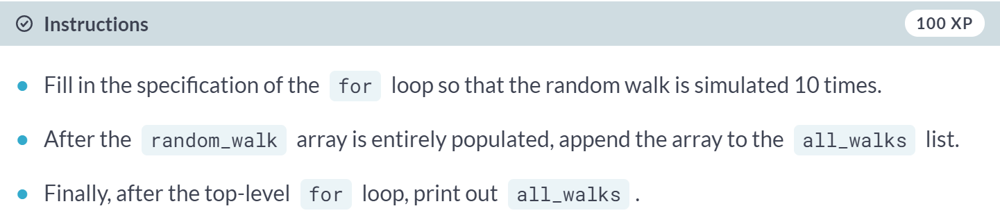 Instructions
100 XP
Fill in the specification of the for loop so that the random walk is simulated 10 times.
After the random_walk array is entirely populated, append the array to the all_walks list.
Finally, after the top-level for loop, print out all_walks .